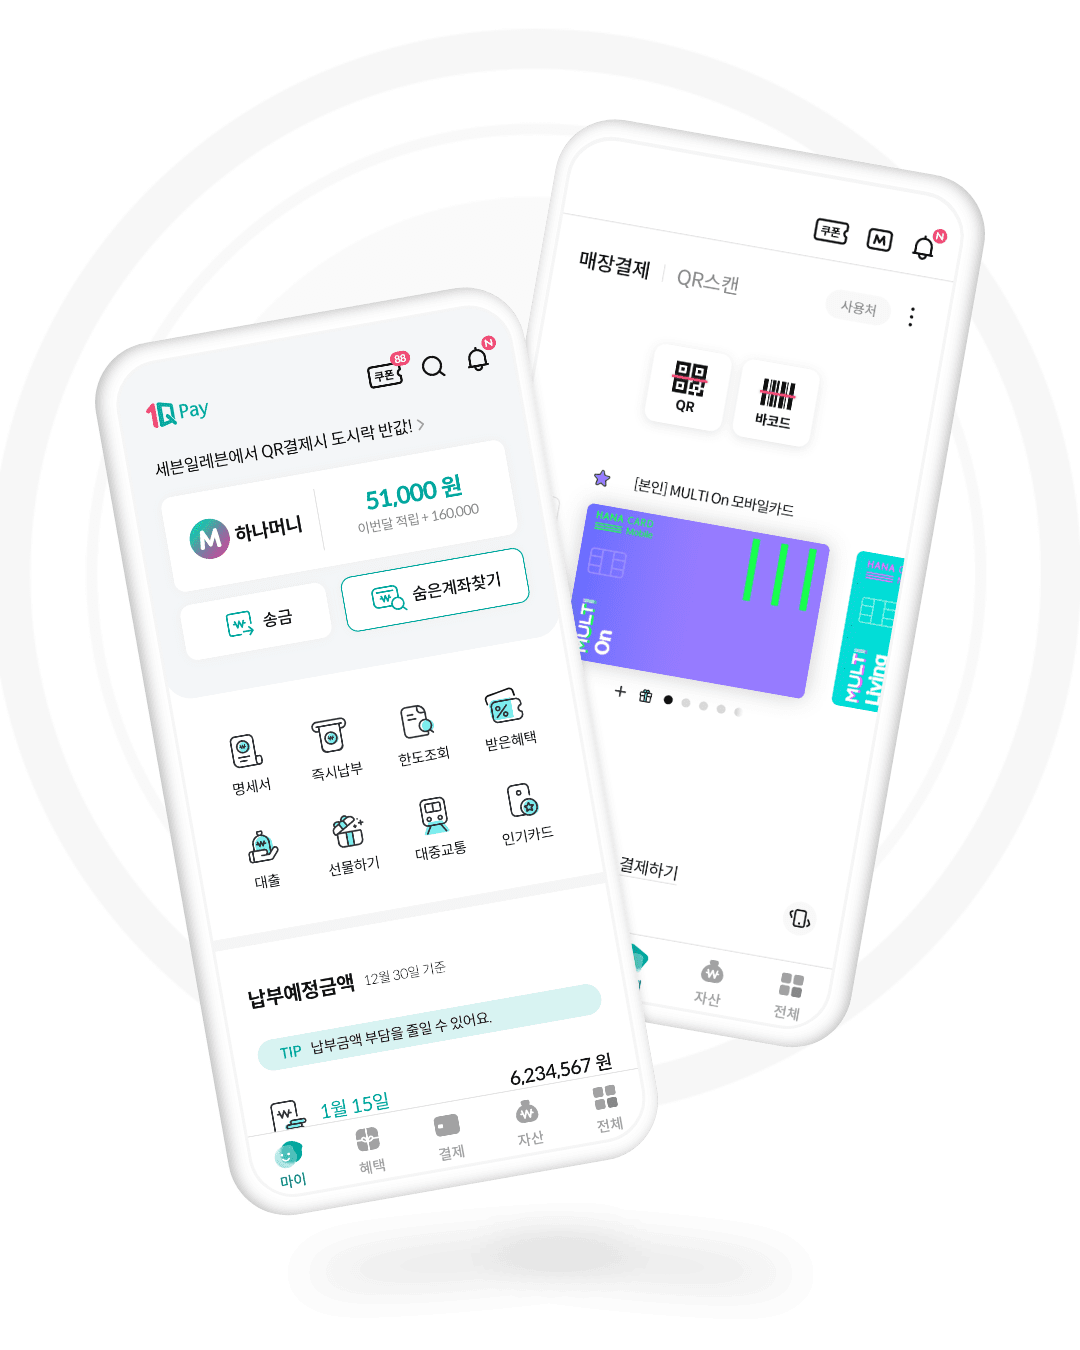 쿠폰
88
N
1Q Pay
세븐일레븐에서 QR결제시 도시락 반값! >
M 하나머니
51,000 원
이번달 적립 + 160,000
송금
숨은계좌찾기
명세서
즉시납부
한도조회
받은혜택
대출
선물하기
대중교통
인기카드
납부예정금액 12월 30일 기준
TIP 납부금액 부담을 줄일 수 있어요.
1월 15일
6,234,567 원
마이
혜택
결제
자산
전체
쿠폰
M
N
매장결제 | QR스캔
사용처
QR
바코드
[본인] MULTI On 모바일카드
HANA CARD
Mobile
MULTI
On
HANA
MULTI
Living
결제하기
자산
전체